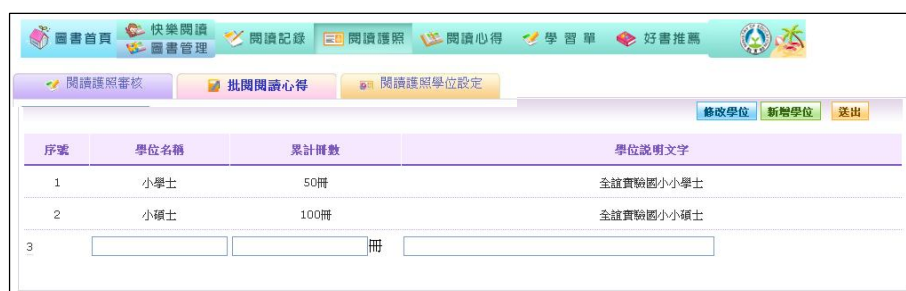 圖書首頁 快樂閱讀 圖書管理 閱讀記錄 閱讀護照 閱讀心得 學習單 好書推薦
閱讀護照審核 批閱閱讀心得 閱讀護照學位設定
修改學位 新增學位 送出
序號 學位名稱 累計冊數 學位說明文字
1 小學士 50冊 全誼實驗國小小學士
2 小碩士 100冊 全誼實驗國小小碩士
3 冊